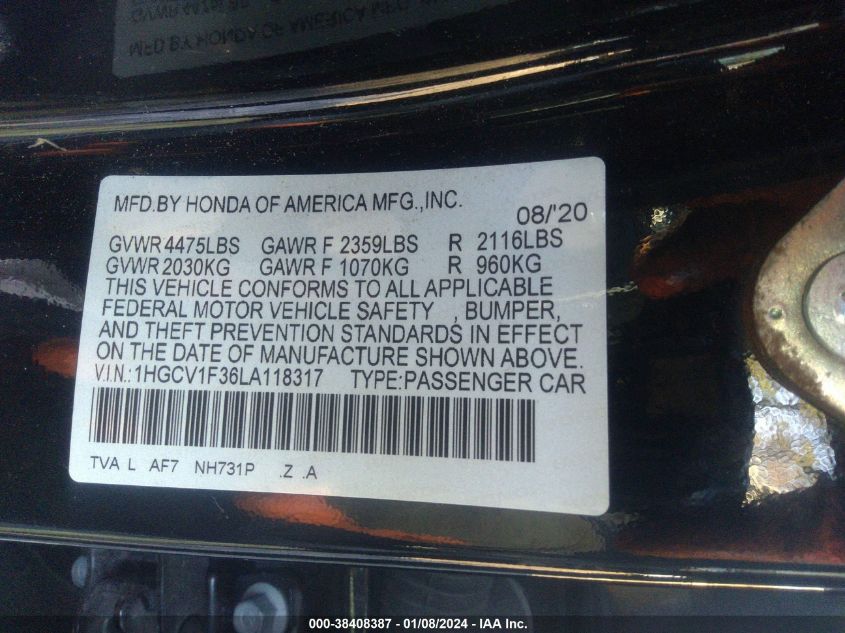 MFD.BY HONDA OF AMERICA MFG.,INC.
08/'20
GVWR 4475LBS GAWR F 2359LBS R 2116LBS
GVWR 2030KG GAWR F 1070KG R 960KG
THIS VEHICLE CONFORMS TO ALL APPLICABLE
FEDERAL MOTOR VEHICLE SAFETY , BUMPER,
AND THEFT PREVENTION STANDARDS IN EFFECT
ON THE DATE OF MANUFACTURE SHOWN ABOVE.
V.I.N.:1HGCV1F36LA118317 TYPE:PASSENGER CAR
TVA L AF7 NH731P .Z .A
000-38408387 - 01/08/2024 - IAA Inc.